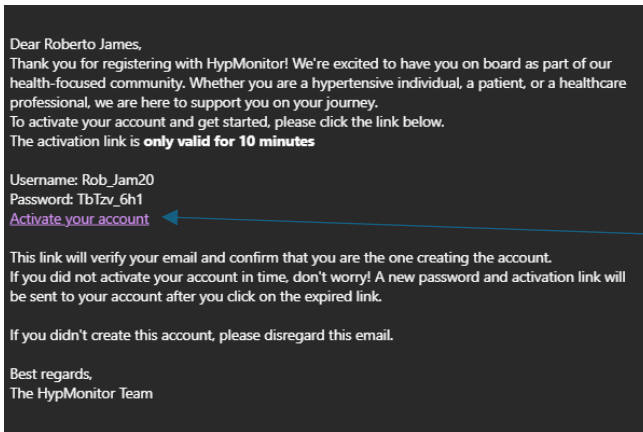 Dear Roberto James,
Thank you for registering with HypMonitor! We're excited to have you on board as part of our
health-focused community. Whether you are a hypertensive individual, a patient, or a healthcare
professional, we are here to support you on your journey.
To activate your account and get started, please click the link below.
The activation link is only valid for 10 minutes
Username: Rob_Jam20
Password: TbTzv_6h1
Activate your account
This link will verify your email and confirm that you are the one creating the account.
If you did not activate your account in time, don't worry! A new password and activation link will
be sent to your account after you click on the expired link.
If you didn't create this account, please disregard this email.
Best regards,
The HypMonitor Team